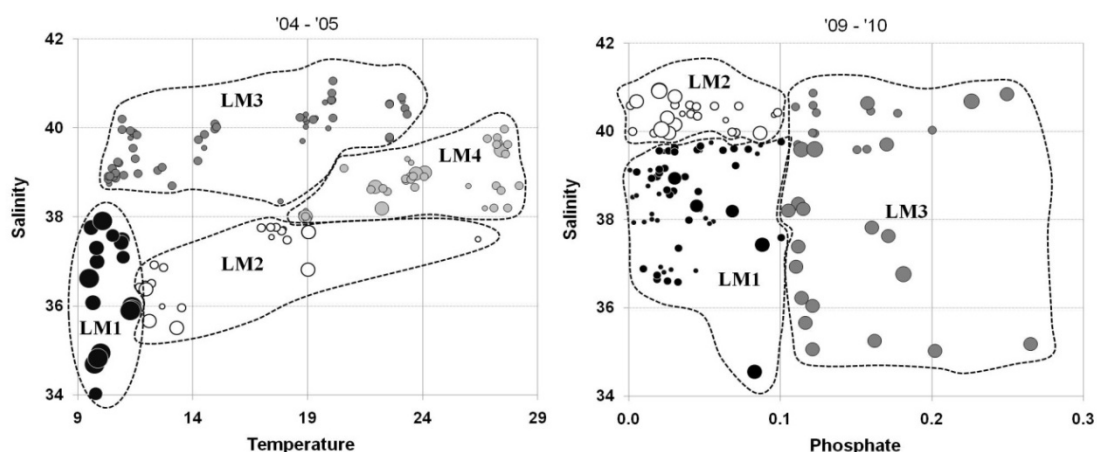 '04 - '05
42
40
38
36
34
Salinity
LM3
LM4
LM2
LM1
9
14
19
24
29
Temperature
'09 - '10
42
40
38
36
34
Salinity
LM2
LM3
LM1
0.0
0.1
0.2
0.3
Phosphate